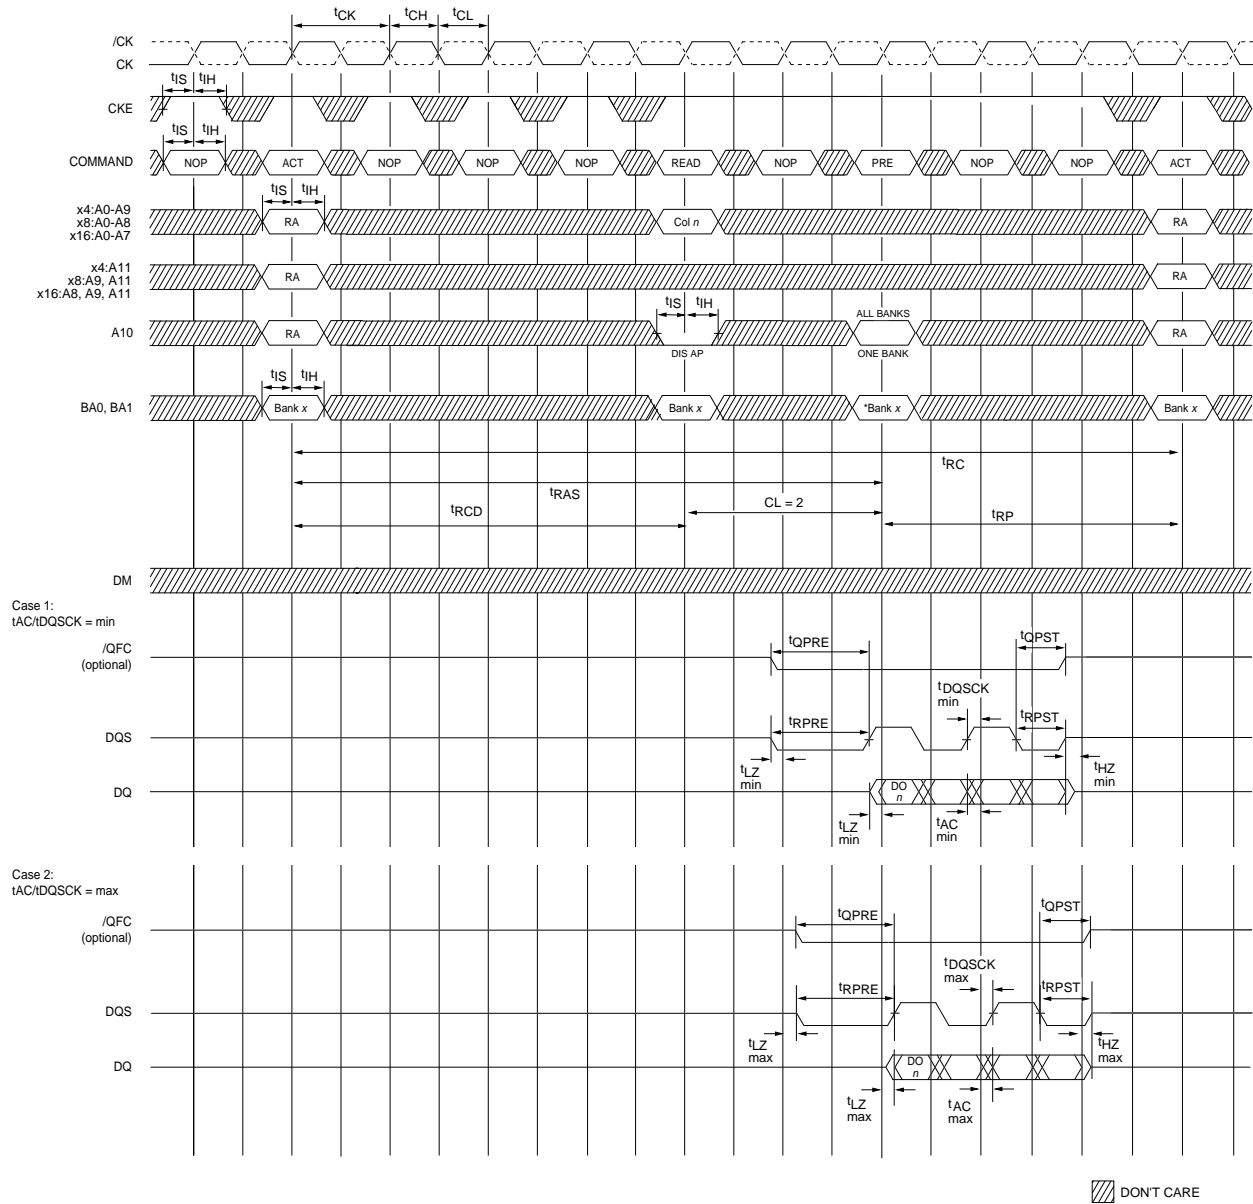 tCK tCH tCL
/CK
CK
tIS tIH
CKE
tIS tIH
COMMAND NOP ACT NOP NOP NOP READ NOP PRE NOP NOP ACT
tIS tIH
x4:A0-A9
x8:A0-A8
x16:A0-A7
RA Col n RA
x4:A11
x8:A9, A11
x16:A8, A9, A11
RA RA
tIS tIH
ALL BANKS
A10 RA RA
DIS AP ONE BANK
tIS tIH
BA0, BA1 Bank x Bank x *Bank x Bank x
tRC
tRAS
CL = 2
tRCD tRP
DM
Case 1:
tAC/tDQSCK = min
/QFC
(optional)
tQPRE tQPST
tDQSCK
min
DQS tRPRE tRPST
tLZ
min
tHZ
min
DQ DO
n
tLZ
min
tAC
min
Case 2:
tAC/tDQSCK = max
/QFC
(optional)
tQPRE tQPST
tDQSCK
max
DQS tRPRE tRPST
tLZ
max
tHZ
max
DQ DO
n
tLZ
max
tAC
max
DON'T CARE